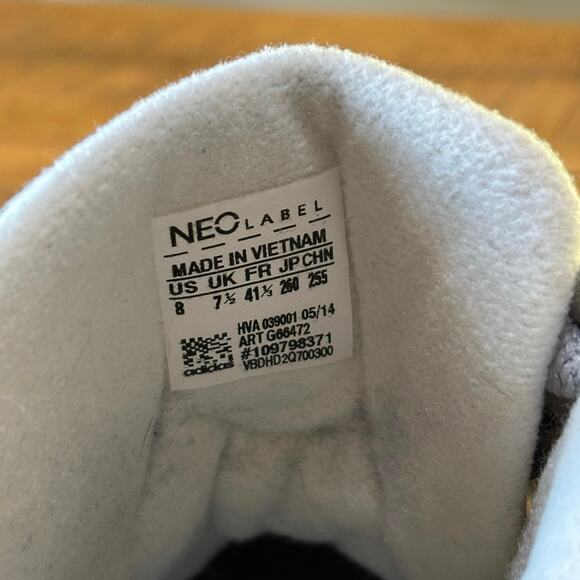 NEO LABEL
MADE IN VIETNAM
US UK FR JP CHN
8 7½ 41⅓ 260 255
HVA 039001 05/14
ART G66472
#109798371
VBDHD2Q700300
adidas